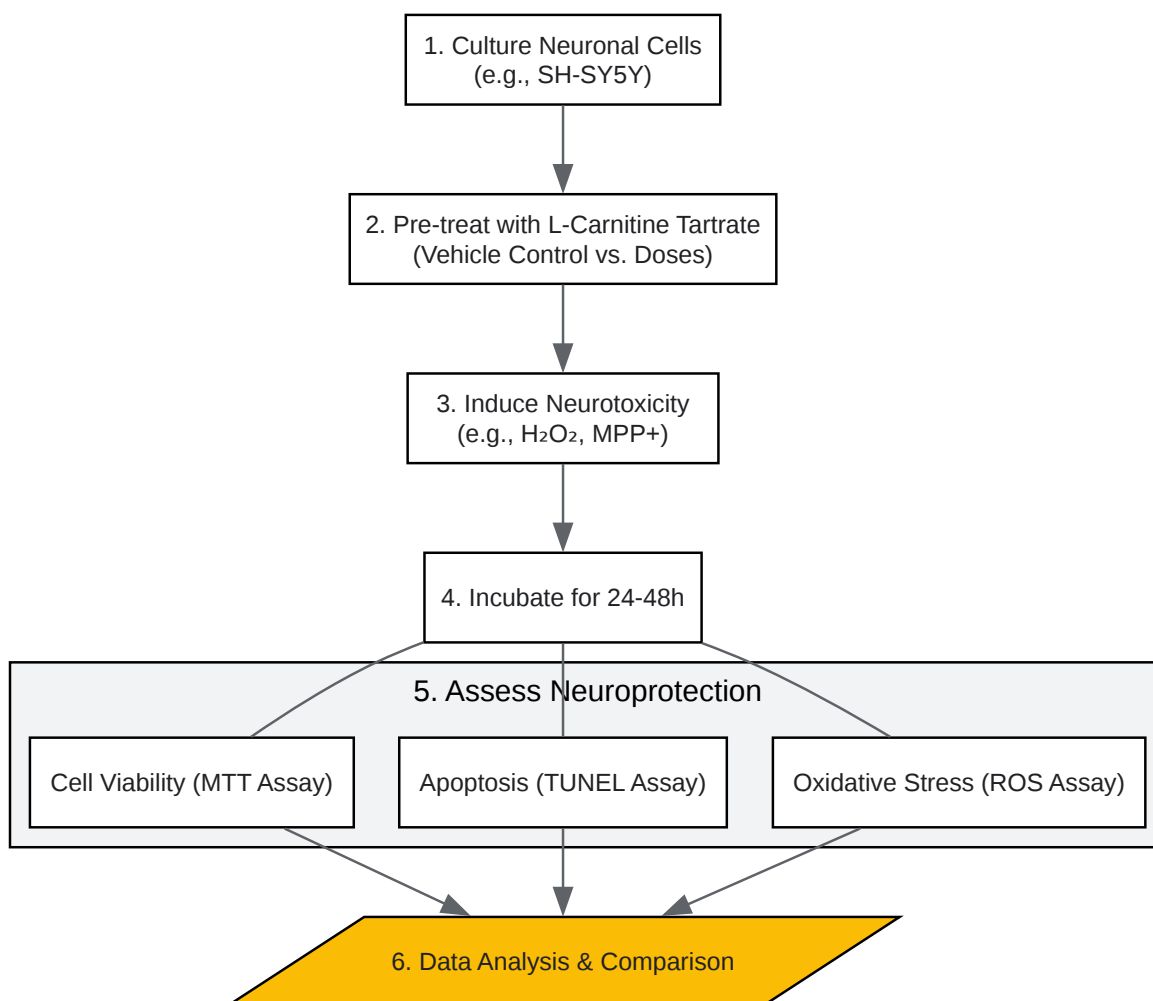 1. Culture Neuronal Cells
(e.g., SH-SY5Y)
2. Pre-treat with L-Carnitine Tartrate
(Vehicle Control vs. Doses)
3. Induce Neurotoxicity
(e.g., H₂O₂, MPP+)
4. Incubate for 24-48h
5. Assess Neuroprotection
Cell Viability (MTT Assay)
Apoptosis (TUNEL Assay)
Oxidative Stress (ROS Assay)
6. Data Analysis & Comparison